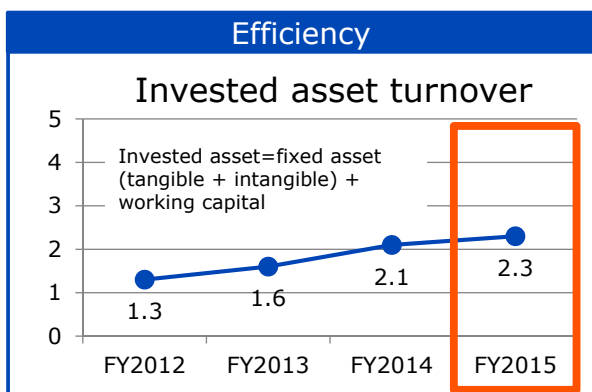 Efficiency
Invested asset turnover
5
4
3
2
1
0
Invested asset=fixed asset
(tangible + intangible) +
working capital
1.3
1.6
2.1
2.3
FY2012
FY2013
FY2014
FY2015